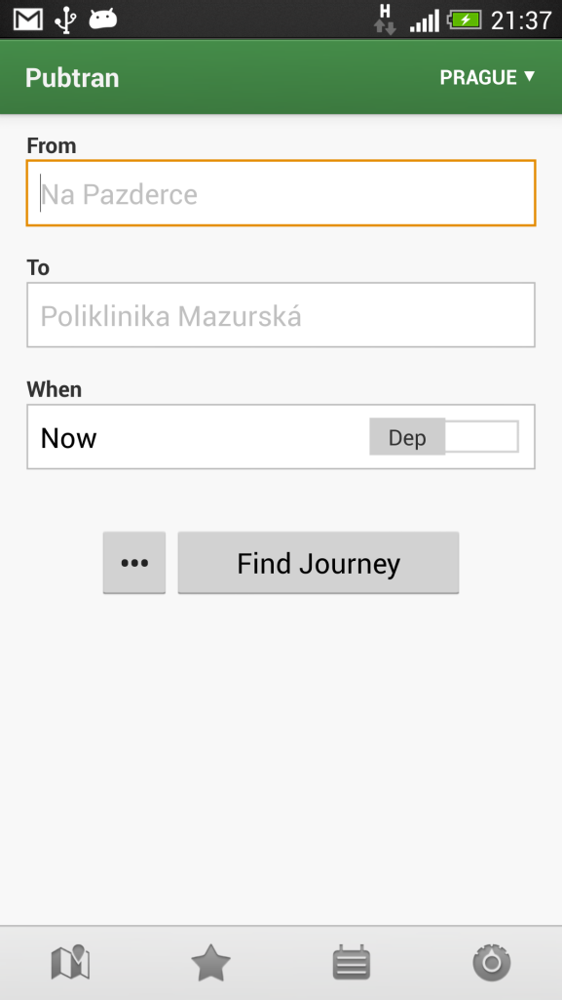 H
21:37
Pubtran
PRAGUE
From
Na Pazderce
To
Poliklinika Mazurská
When
Now
Dep
•••
Find Journey